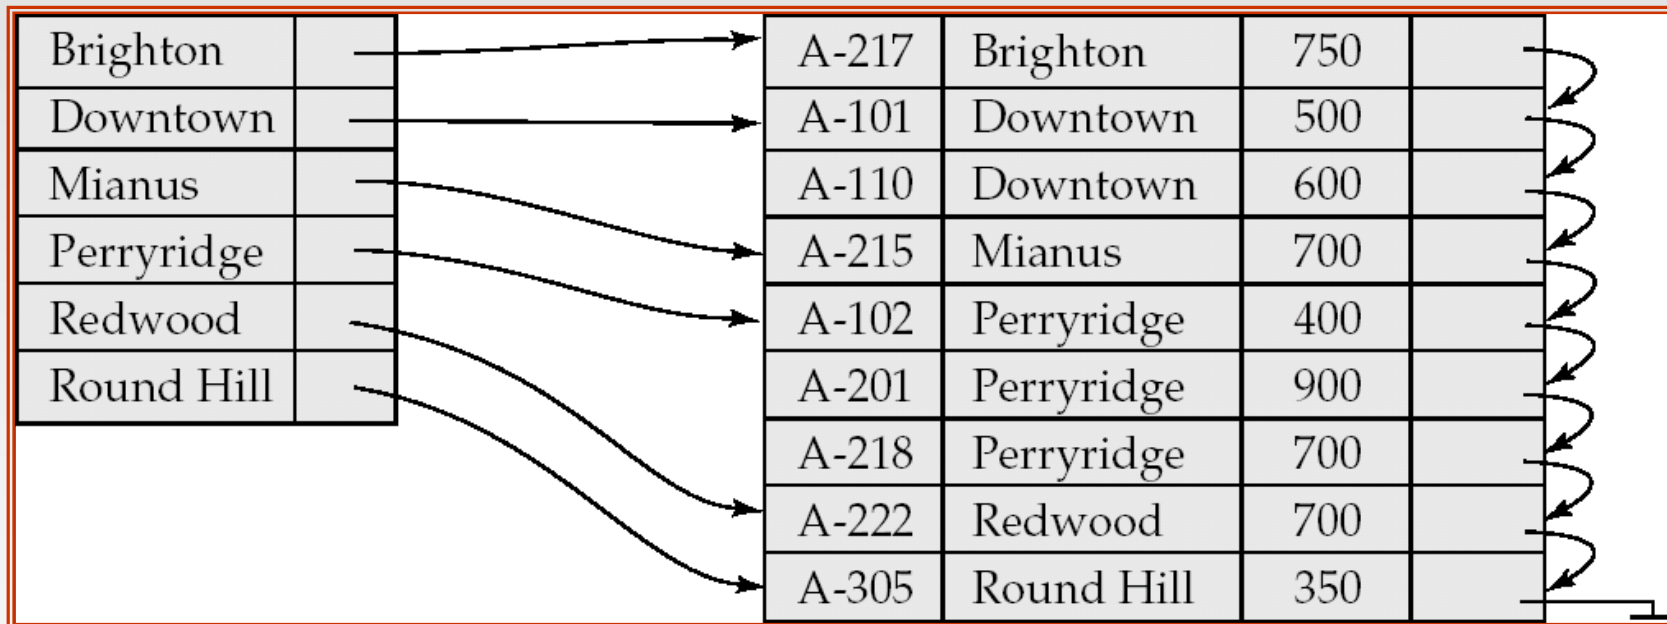 Brighton
Downtown
Mianus
Perryridge
Redwood
Round Hill
A-217 Brighton 750
A-101 Downtown 500
A-110 Downtown 600
A-215 Mianus 700
A-102 Perryridge 400
A-201 Perryridge 900
A-218 Perryridge 700
A-222 Redwood 700
A-305 Round Hill 350